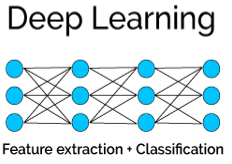 Deep Learning
Feature extraction + Classification